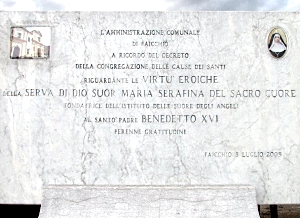 L'AMMINISTRAZIONE COMUNALE
DI FAICCHIO
A RICORDO DEL DECRETO
DELLA CONGREGAZIONE DELLE CAUSE DEI SANTI
RIGUARDANTE LE VIRTU' EROICHE
DELLA SERVA DI DIO SUOR MARIA SERAFINA DEL SACRO CUORE
FONDATRICE DELL'ISTITUTO DELLE SUORE DEGLI ANGELI
AL SANTO PADRE BENEDETTO XVI
PERENNE GRATITUDINE
FAICCHIO 3 LUGLIO 2009